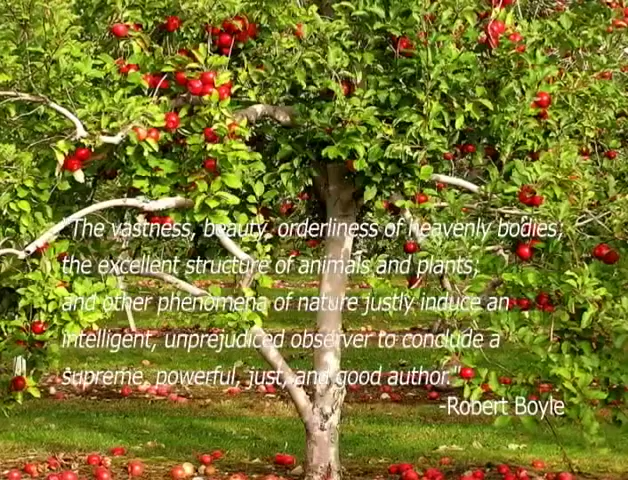 "The vastness, beauty, orderliness of heavenly bodies;
the excellent structure of animals and plants;
and other phenomena of nature justly induce an
intelligent, unprejudiced observer to conclude a
supreme, powerful, just, and good author."
-Robert Boyle